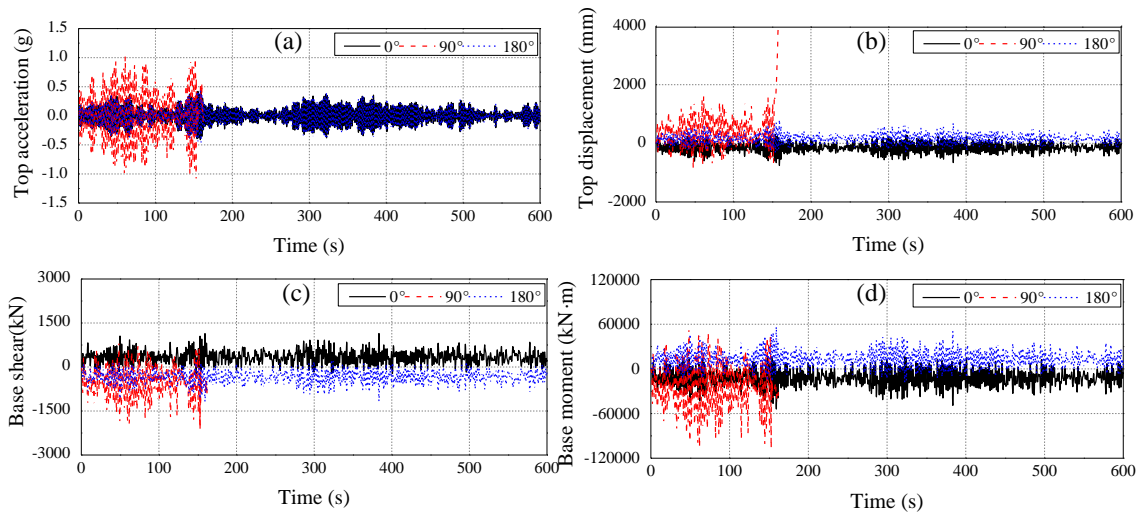 (a)
0° 90° 180°
Top acceleration (g)
1.5
1.0
0.5
0.0
-0.5
-1.0
-1.5
0 100 200 300 400 500 600
Time (s)
(b)
0° 90° 180°
Top displacement (mm)
4000
2000
0
-2000
0 100 200 300 400 500 600
Time (s)
(c)
0° 90° 180°
Base shear(kN)
3000
1500
0
-1500
-3000
0 100 200 300 400 500 600
Time (s)
(d)
0° 90° 180°
Base moment (kN·m)
120000
60000
0
-60000
-120000
0 100 200 300 400 500 600
Time (s)